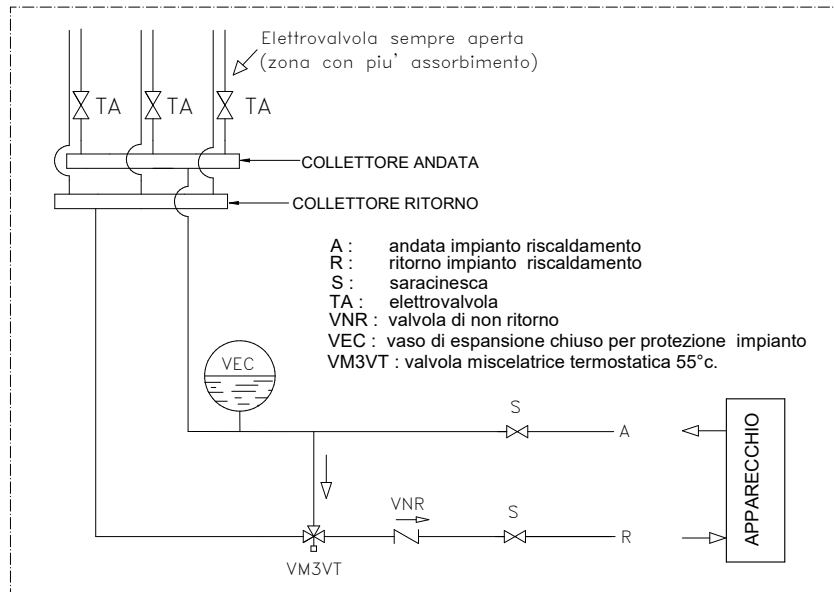 Elettrovalvola sempre aperta
(zona con piu' assorbimento)
TA TA TA
COLLETTORE ANDATA
COLLETTORE RITORNO
A : andata impianto riscaldamento
R : ritorno impianto riscaldamento
S : saracinesca
TA : elettrovalvola
VNR : valvola di non ritorno
VEC : vaso di espansione chiuso per protezione impianto
VM3VT : valvola miscelatrice termostatica 55°c.
VEC
S
A
APPARECCHIO
VNR
S
R
VM3VT